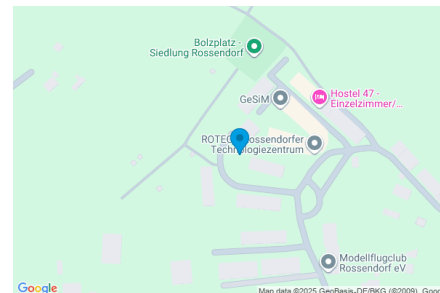 Bolzplatz -
Siedlung Rossendorf
GeSiM
Hostel 47 -
Einzelzimmer/...
ROTEC Rossendorfer
Technologiezentrum
Modellflugclub
Rossendorf eV
Google
Map data ©2025 GeoBasis-DE/BKG (©2009), Goog